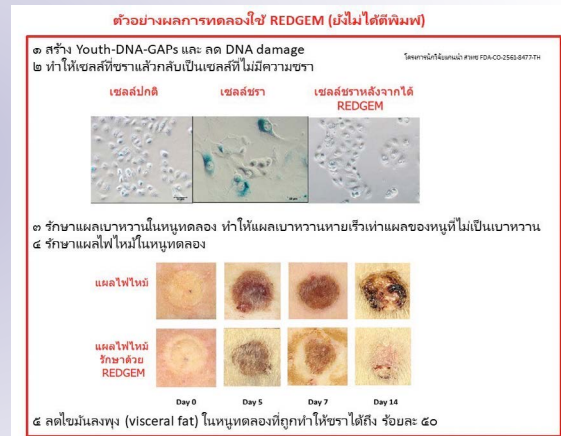 ตัวอย่างผลการทดลองใช้ REDGEM (ยังไม่ได้ตีพิมพ์)
๑ สร้าง Youth-DNA-GAPs และ ลด DNA damage
โครงการนักวิจัยแกนนำ สวทช FDA-CO-2561-8477-TH
๒ ทำให้เซลล์ที่ชราแล้วกลับเป็นเซลล์ที่ไม่มีความชรา
เซลล์ปกติ
เซลล์ชรา
เซลล์ชราหลังจากได้
REDGEM
๓ รักษาแผลเบาหวานในหนูทดลอง ทำให้แผลเบาหวานหายเร็วเท่าแผลของหนูที่ไม่เป็นเบาหวาน
๔ รักษาแผลไฟไหม้ในหนูทดลอง
แผลไฟไหม้
แผลไฟไหม้
รักษาด้วย
REDGEM
Day 0
Day 5
Day 7
Day 14
๕ ลดไขมันลงพุง (visceral fat) ในหนูทดลองที่ถูกทำให้ชราได้ถึง ร้อยละ ๕๐